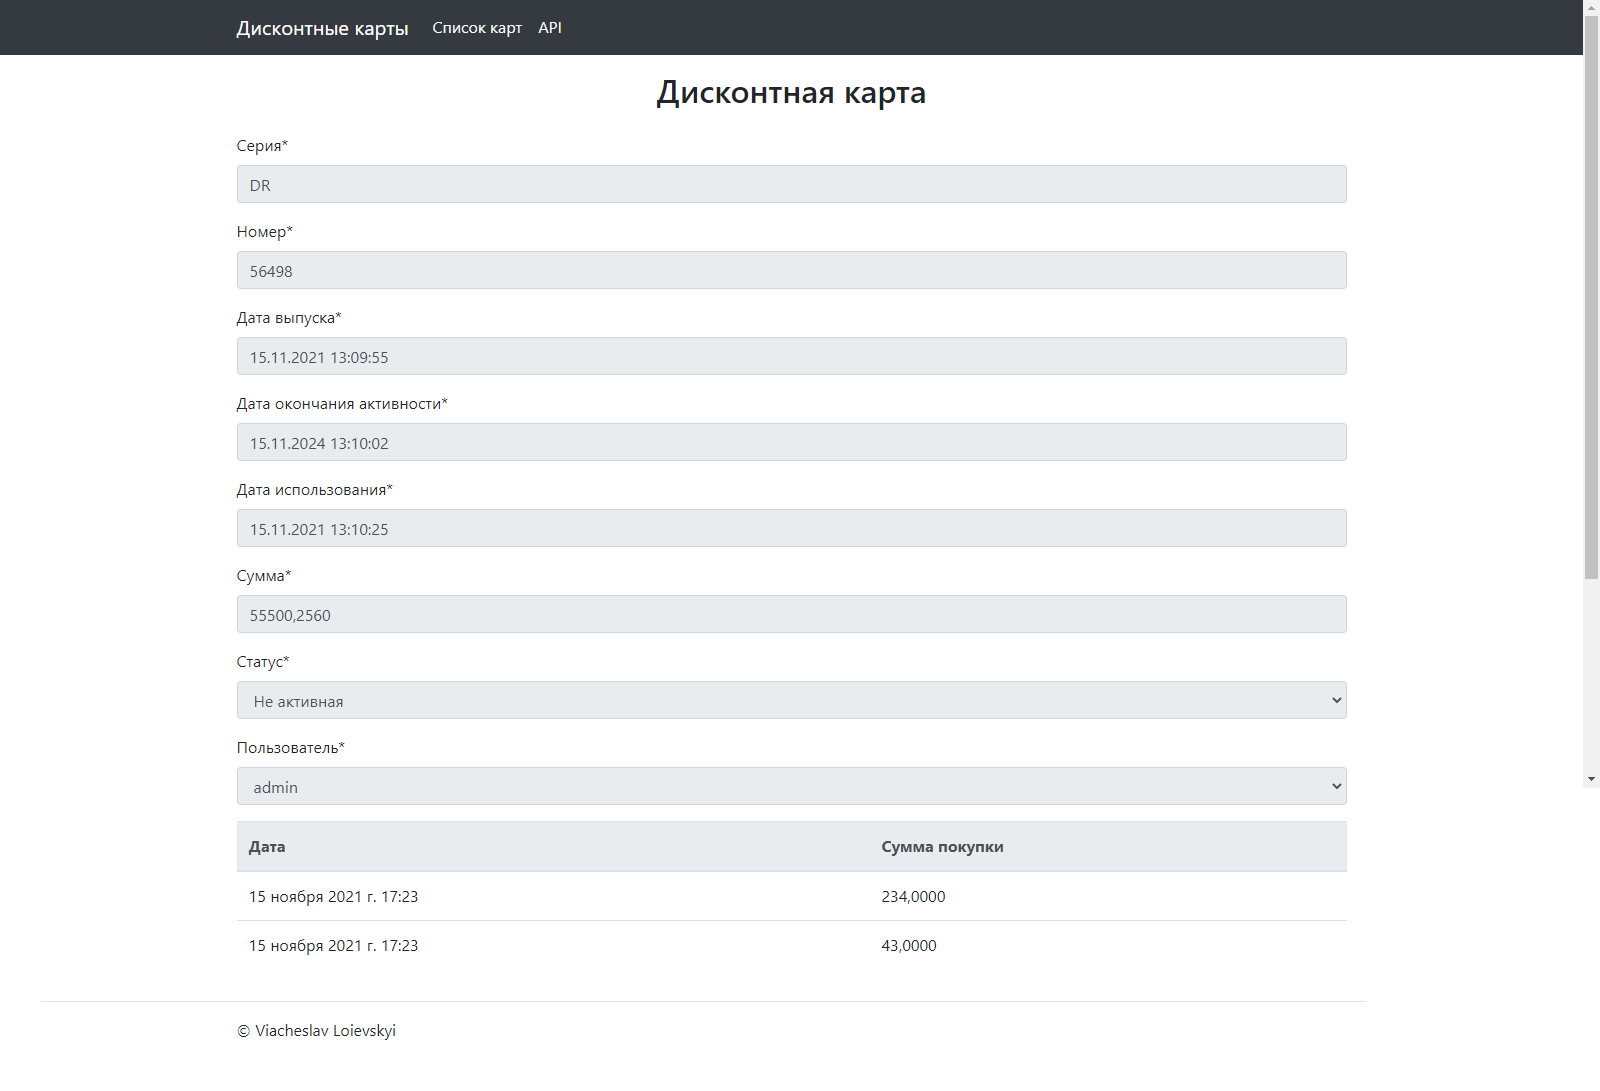 Дисконтные карты Список карт API
Дисконтная карта
Серия*
DR
Номер*
56498
Дата выпуска*
15.11.2021 13:09:55
Дата окончания активности*
15.11.2024 13:10:02
Дата использования*
15.11.2021 13:10:25
Сумма*
55500,2560
Статус*
Не активная
Пользователь*
admin
Дата Сумма покупки
15 ноября 2021 г. 17:23 234,0000
15 ноября 2021 г. 17:23 43,0000
© Viacheslav Loievskyi